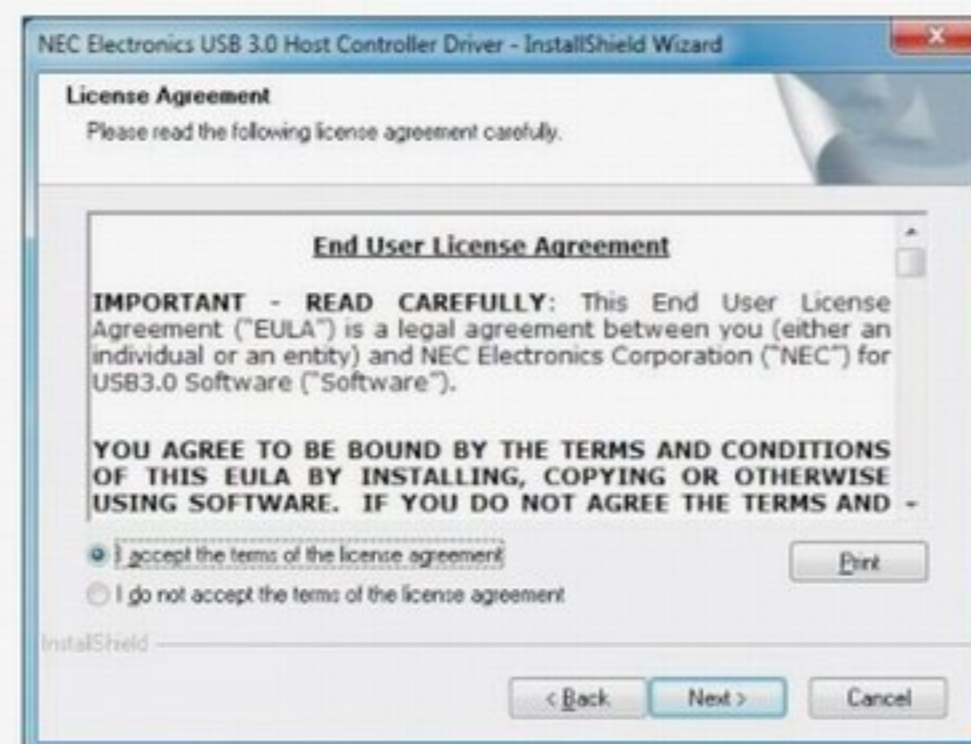 NEC Electronics USB 3.0 Host Controller Driver - InstallShield Wizard
License Agreement
Please read the following license agreement carefully.
End User License Agreement
IMPORTANT - READ CAREFULLY: This End User License
Agreement ("EULA") is a legal agreement between you (either an
individual or an entity) and NEC Electronics Corporation ("NEC") for
USB3.0 Software ("Software").
YOU AGREE TO BE BOUND BY THE TERMS AND CONDITIONS
OF THIS EULA BY INSTALLING, COPYING OR OTHERWISE
USING SOFTWARE. IF YOU DO NOT AGREE THE TERMS AND
I accept the terms of the license agreement
Print
I do not accept the terms of the license agreement
InstallShield
< Back
Next >
Cancel